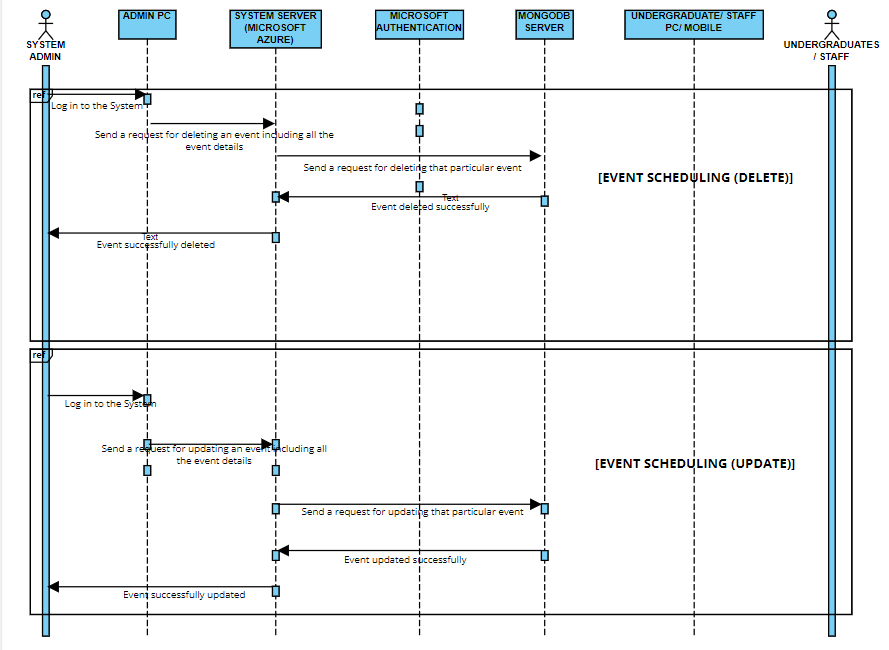 SYSTEM
ADMIN
ADMIN PC
SYSTEM SERVER
(MICROSOFT
AZURE)
MICROSOFT
AUTHENTICATION
MONGODB
SERVER
UNDERGRADUATE/ STAFF
PC/ MOBILE
UNDERGRADUATES
/ STAFF
ref
Log in to the System
Send a request for deleting an event including all the
event details
Send a request for deleting that particular event
[EVENT SCHEDULING (DELETE)]
Text
Event deleted successfully
Text
Event successfully deleted
ref
Log in to the System
Send a request for updating an event including all
the event details
[EVENT SCHEDULING (UPDATE)]
Send a request for updating that particular event
Event updated successfully
Event successfully updated